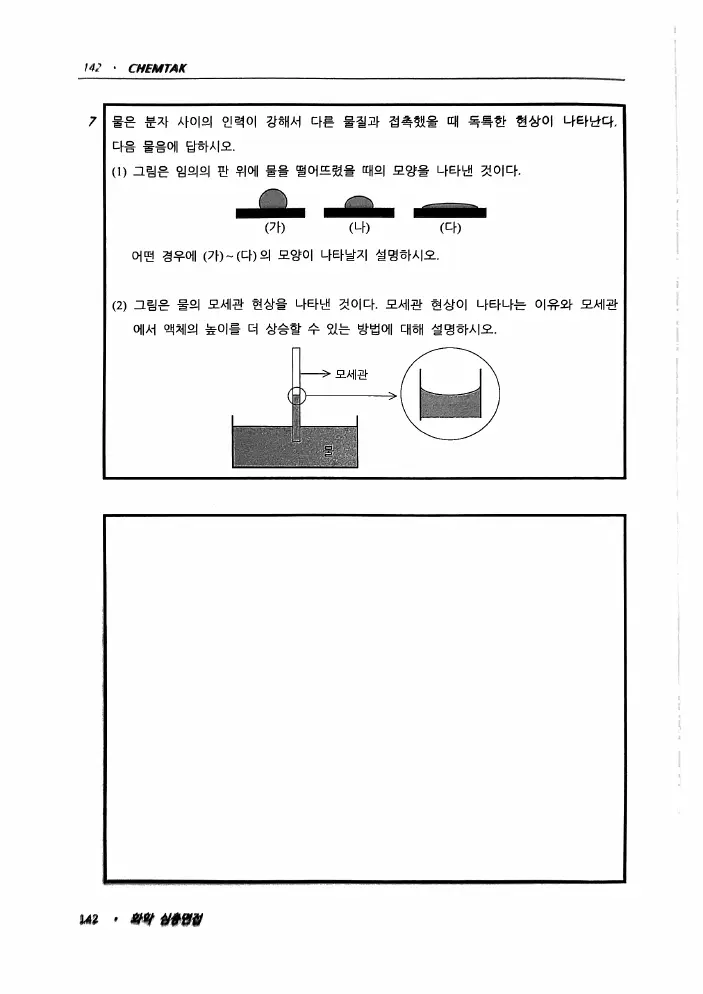 142 · CHEMTAK
7 물은 분자 사이의 인력이 강해서 다른 물질과 접촉했을 때 독특한 현상이 나타난다.
다음 물음에 답하시오.
(1) 그림은 임의의 판 위에 물을 떨어뜨렸을 때의 모양을 나타낸 것이다.
(가) (나) (다)
어떤 경우에 (가)~(다)의 모양이 나타날지 설명하시오.
(2) 그림은 물의 모세관 현상을 나타낸 것이다. 모세관 현상이 나타나는 이유와 모세관
에서 액체의 높이를 더 상승할 수 있는 방법에 대해 설명하시오.
모세관
물
142 · 화학 심층면접